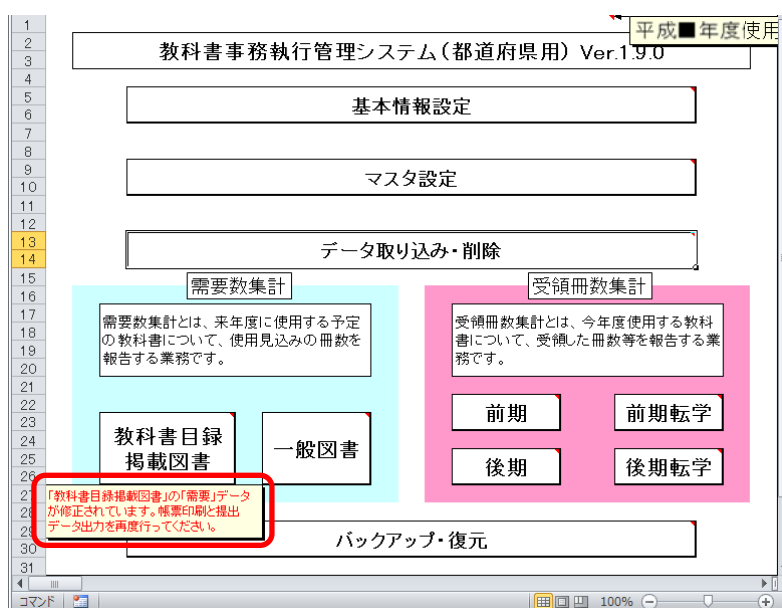 平成■年度使用
教科書事務執行管理システム(都道府県用) Ver.1.9.0
基本情報設定
マスタ設定
データ取り込み・削除
需要数集計
需要数集計とは、来年度に使用する予定
の教科書について、使用見込みの冊数を
報告する業務です。
教科書目録
掲載図書
一般図書
受領冊数集計
受領冊数集計とは、今年度使用する教科
書について、受領した冊数等を報告する業
務です。
前期
前期転学
後期
後期転学
「教科書目録掲載図書」の「需要」データ
が修正されています。帳票印刷と提出
データ出力を再度行ってください。
バックアップ・復元
1
2
3
4
5
6
7
8
9
10
11
12
13
14
15
16
17
18
19
20
21
22
23
24
25
26
27
28
29
30
31
コマンド
100%